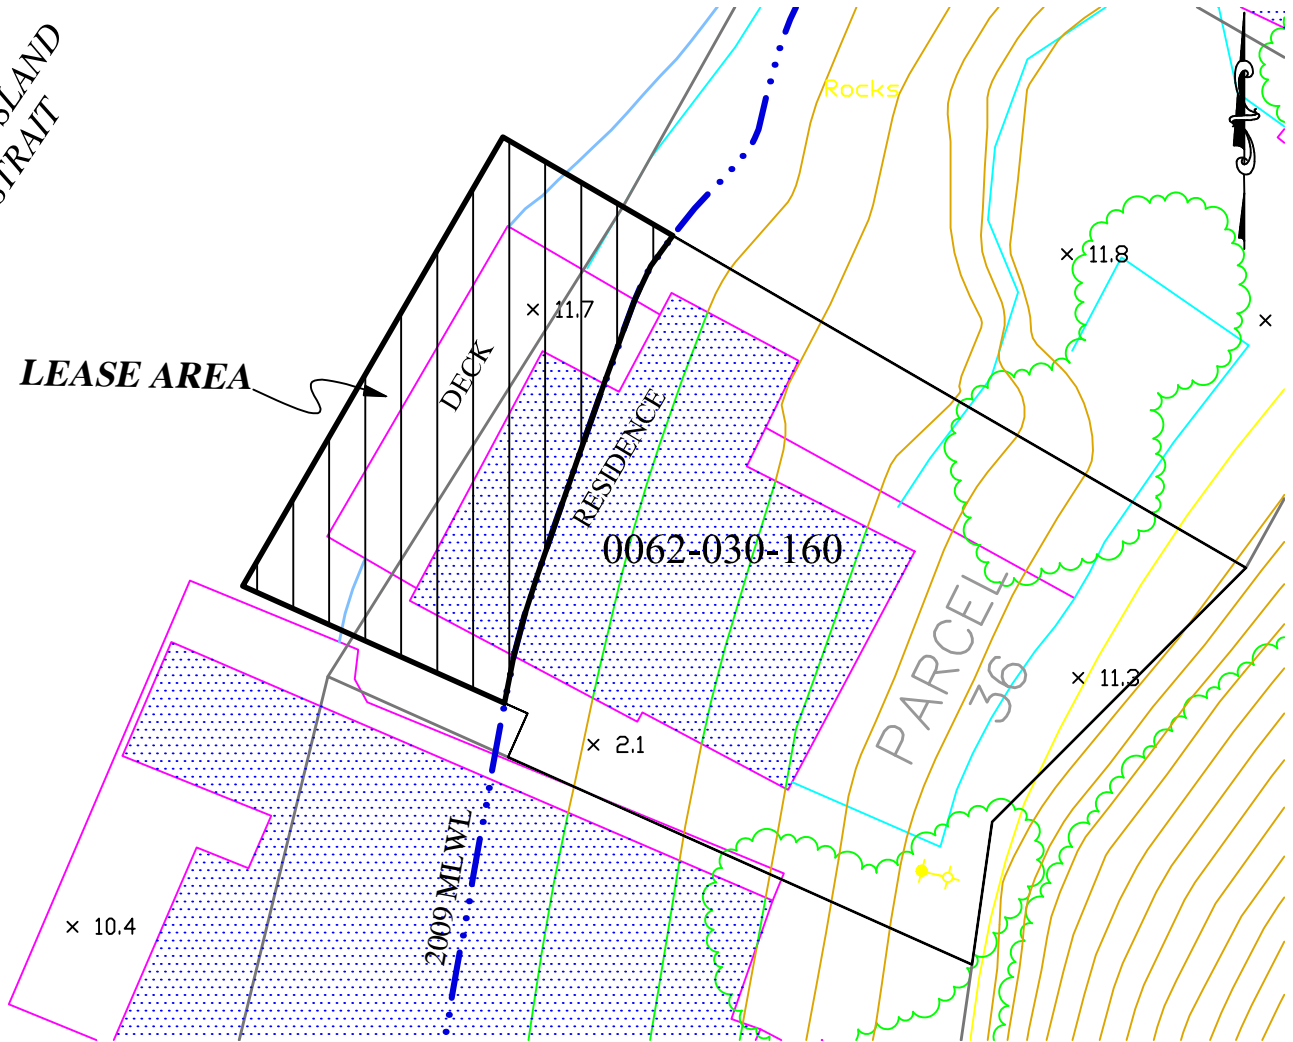 SLAND
STRAIT
Rocks
× 11.8
×
× 11.7
LEASE AREA
DECK
RESIDENCE
0062-030-160
PARCEL
36
× 11.3
× 2.1
2009 MLWL
× 10.4